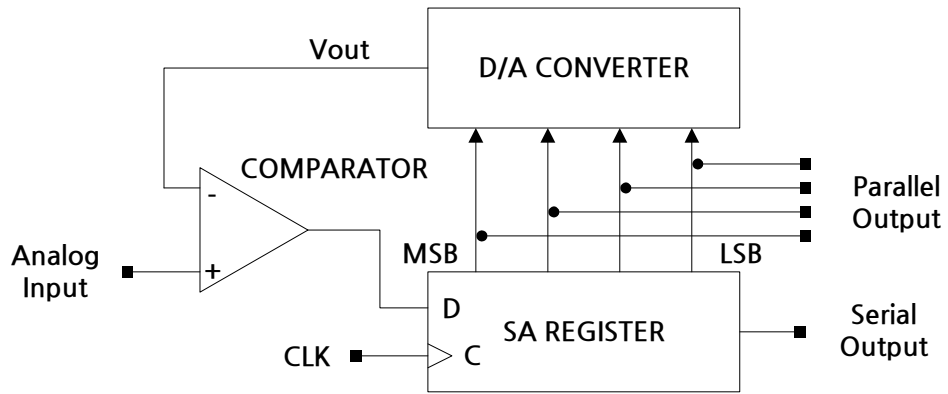 Vout
D/A CONVERTER
COMPARATOR
-
+
Analog
Input
MSB
LSB
Parallel
Output
D
SA REGISTER
CLK
C
Serial
Output